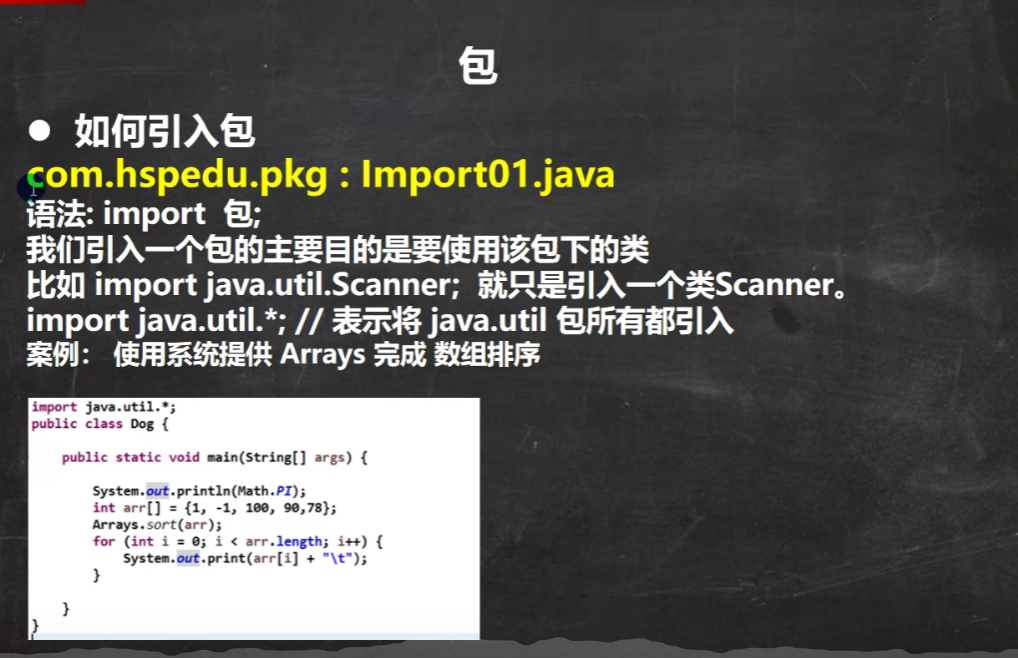 包
● 如何引入包
com.hspedu.pkg : Import01.java
语法: import 包;
我们引入一个包的主要目的是要使用该包下的类
比如 import java.util.Scanner; 就只是引入一个类Scanner。
import java.util.*; // 表示将 java.util 包所有都引入
案例： 使用系统提供 Arrays 完成 数组排序
import java.util.*;
public class Dog {
public static void main(String[] args) {
System.out.println(Math.PI);
int arr[] = {1, -1, 100, 90,78};
Arrays.sort(arr);
for (int i = 0; i < arr.length; i++) {
System.out.print(arr[i] + "\t");
}
}
}